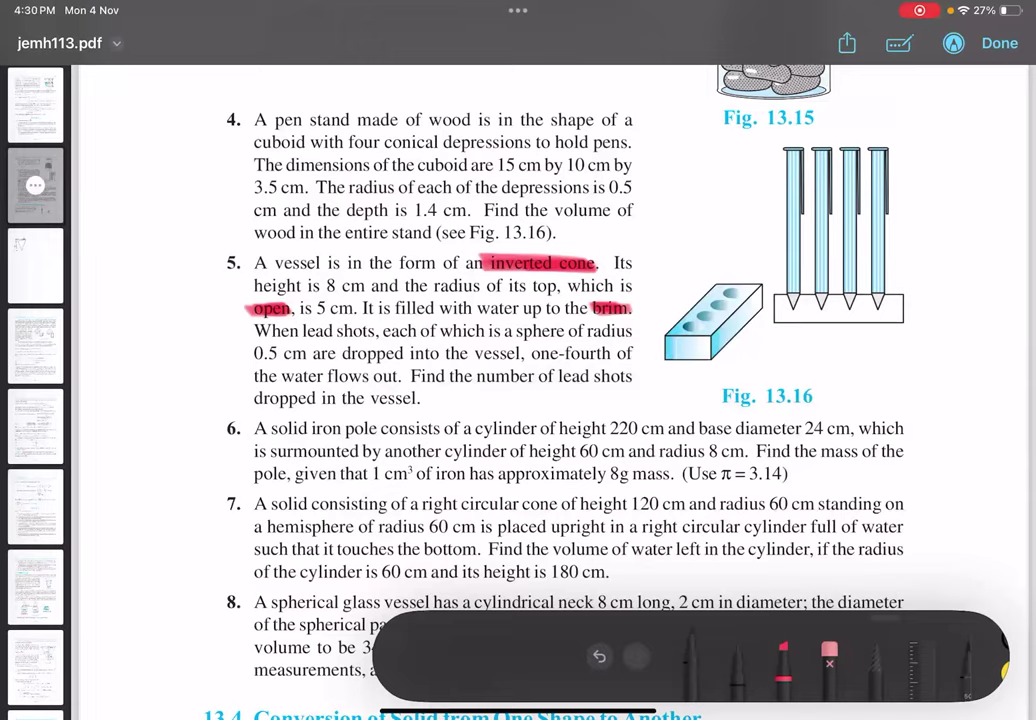 4:30 PM Mon 4 Nov
27%
jemh113.pdf
Done
Fig. 13.15
4. A pen stand made of wood is in the shape of a
cuboid with four conical depressions to hold pens.
The dimensions of the cuboid are 15 cm by 10 cm by
3.5 cm. The radius of each of the depressions is 0.5
cm and the depth is 1.4 cm. Find the volume of
wood in the entire stand (see Fig. 13.16).
5. A vessel is in the form of an inverted cone. Its
height is 8 cm and the radius of its top, which is
open, is 5 cm. It is filled with water up to the brim.
When lead shots, each of which is a sphere of radius
0.5 cm are dropped into the vessel, one-fourth of
the water flows out. Find the number of lead shots
dropped in the vessel.
Fig. 13.16
6. A solid iron pole consists of a cylinder of height 220 cm and base diameter 24 cm, which
is surmounted by another cylinder of height 60 cm and radius 8 cm. Find the mass of the
pole, given that 1 cm³ of iron has approximately 8g mass. (Use π = 3.14)
7. A solid consisting of a right circular cone of height 120 cm and radius 60 cm standing on
a hemisphere of radius 60 cm is placed upright in a right circular cylinder full of water
such that it touches the bottom. Find the volume of water left in the cylinder, if the radius
of the cylinder is 60 cm and its height is 180 cm.
8. A spherical glass vessel has a cylindrical neck 8 cm long, 2 cm in diameter; the diameter
of the spherical
volume to be
measurements,
13.4 Conversion of Solid from One Shape to Another